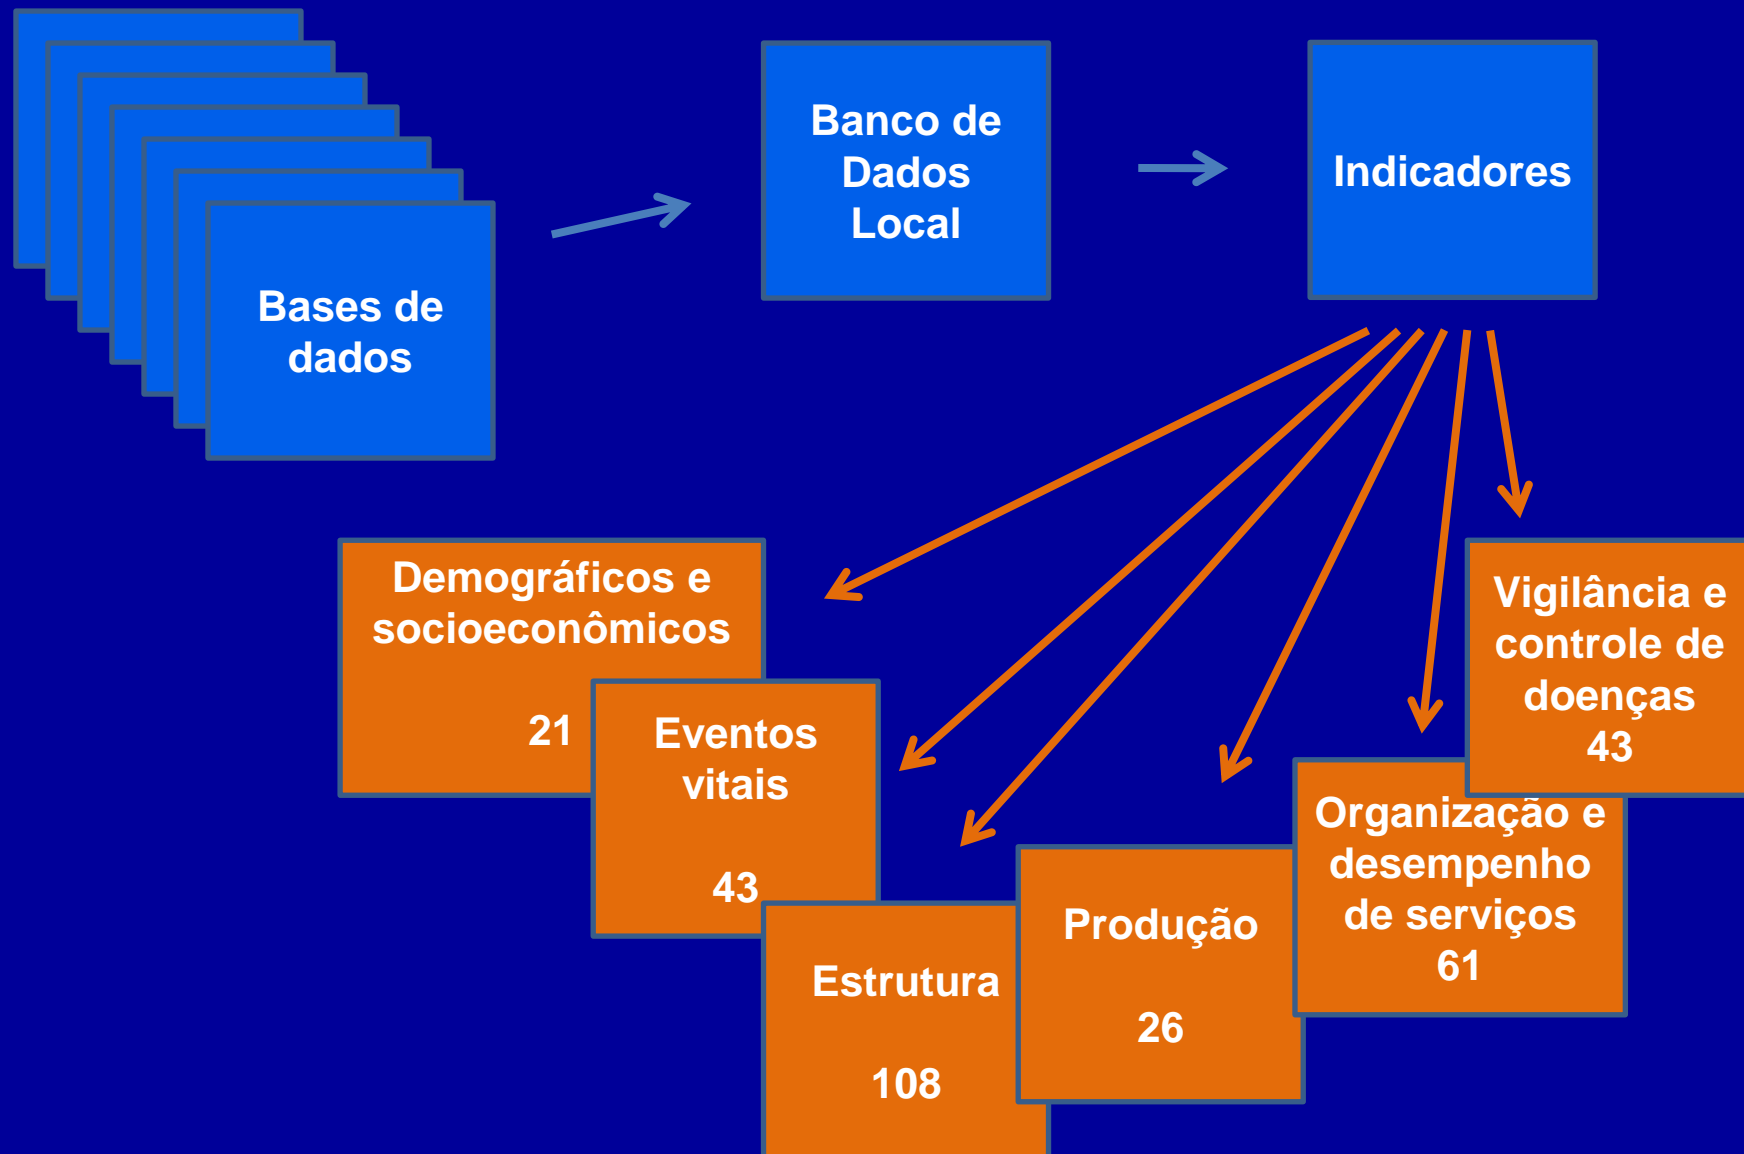 Bases de
dados
Banco de
Dados
Local
Indicadores
Demográficos e
socioeconômicos
21
Eventos
vitais
43
Estrutura
108
Produção
26
Organização e
desempenho
de serviços
61
Vigilância e
controle de
doenças
43